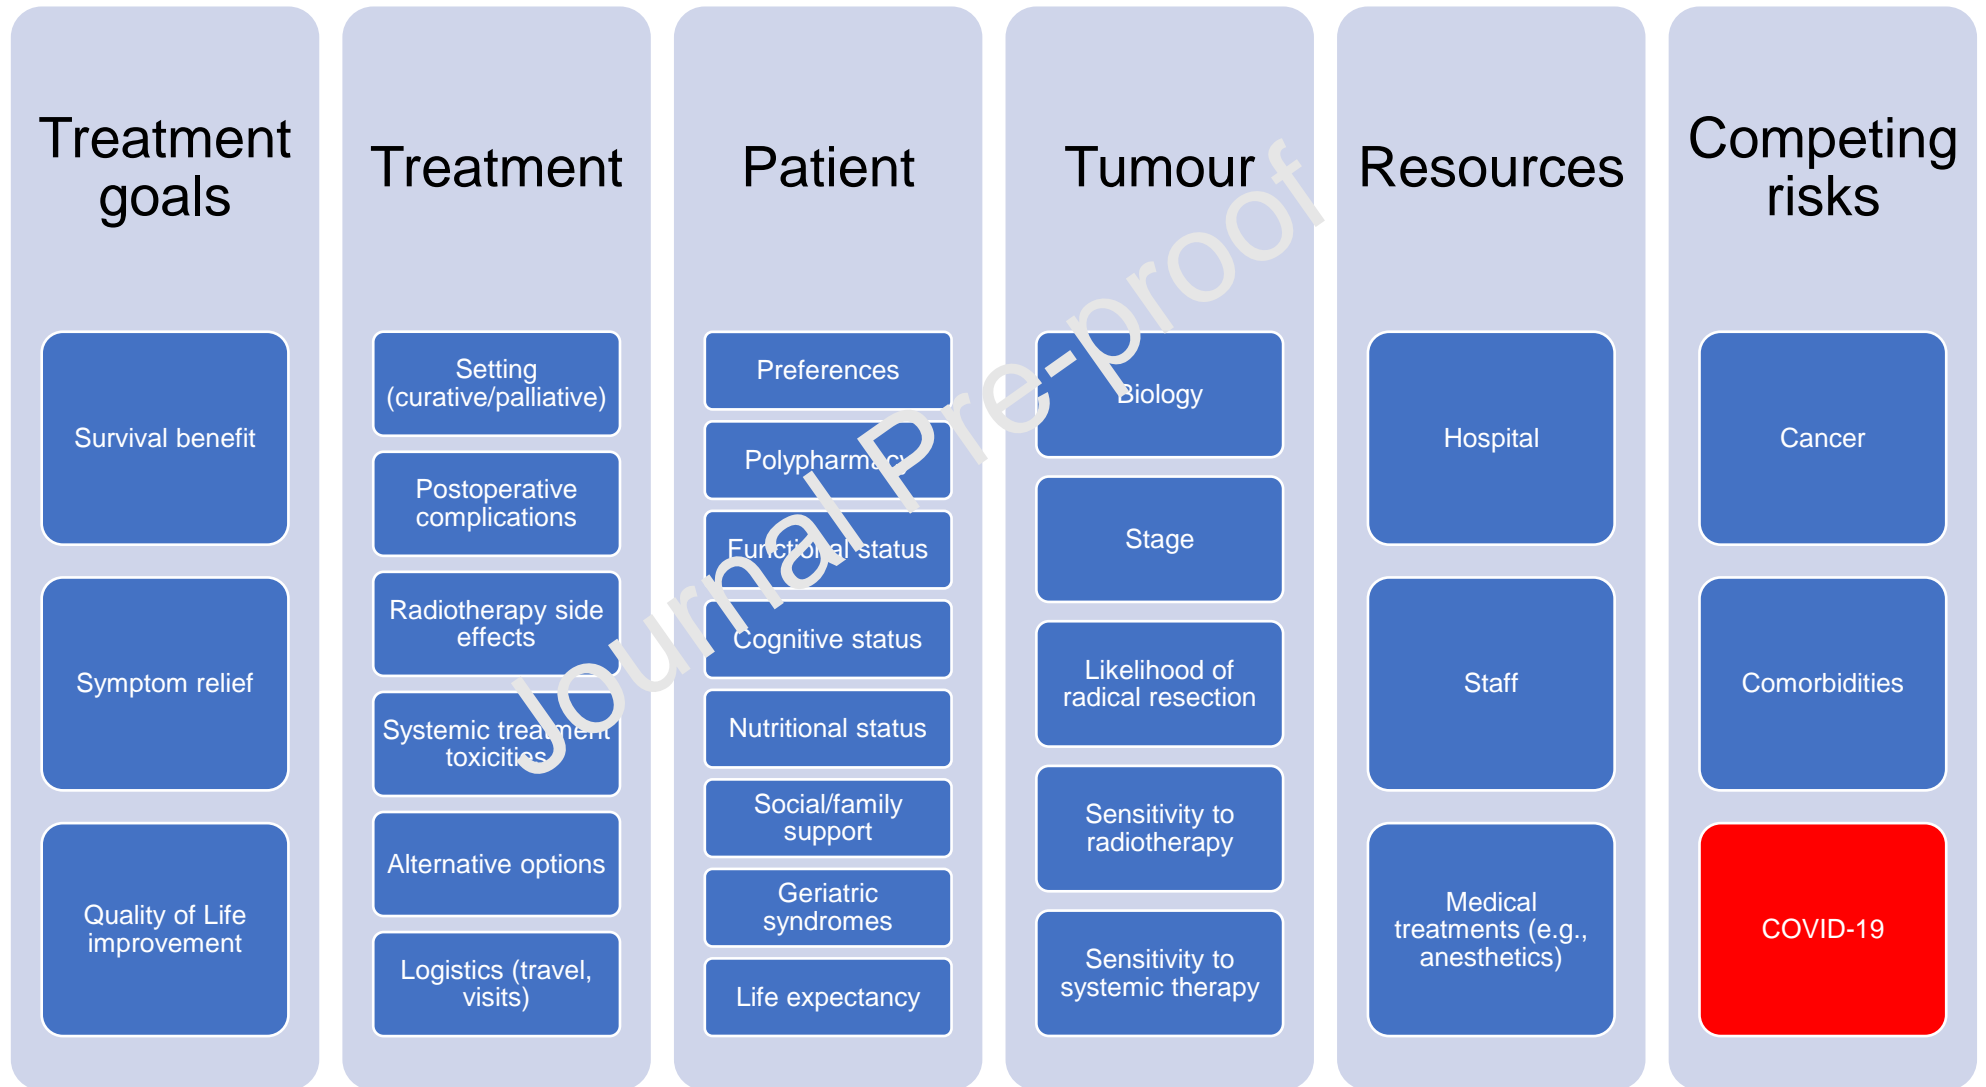 Treatment
goals
Survival benefit
Symptom relief
Quality of Life
improvement
Treatment
Setting
(curative/palliative)
Postoperative
complications
Radiotherapy side
effects
Systemic treatment
toxicities
Alternative options
Logistics (travel,
visits)
Patient
Preferences
Polypharmacy
Functional status
Cognitive status
Nutritional status
Social/family
support
Geriatric
syndromes
Life expectancy
Tumour
Biology
Stage
Likelihood of
radical resection
Sensitivity to
radiotherapy
Sensitivity to
systemic therapy
Resources
Hospital
Staff
Medical
treatments (e.g.,
anesthetics)
Competing
risks
Cancer
Comorbidities
COVID-19
Journal Pre-proof